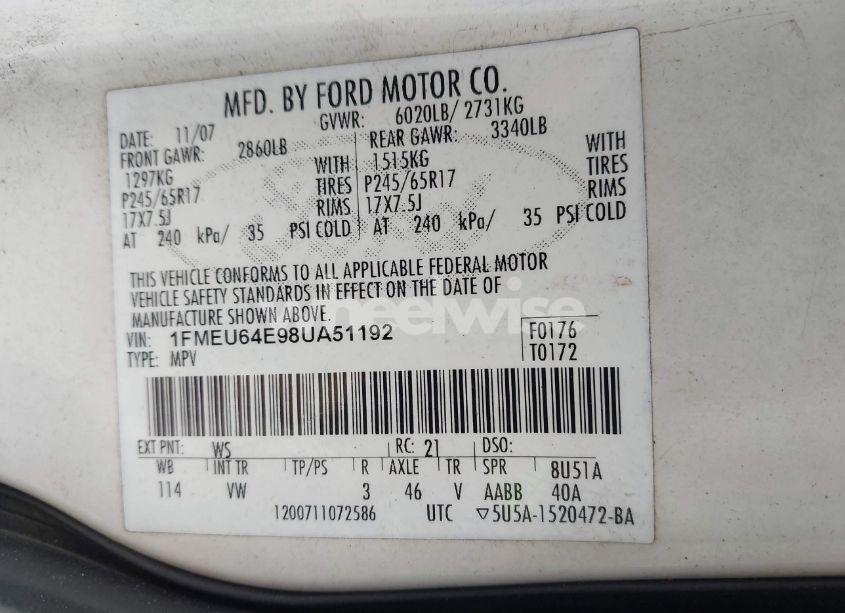 MFD. BY FORD MOTOR CO.
DATE: 11/07 GVWR: 6020LB/ 2731KG
FRONT GAWR: 2860LB REAR GAWR: 3340LB
1297KG WITH 1515KG WITH
P245/65R17 TIRES P245/65R17 TIRES
17X7.5J RIMS 17X7.5J RIMS
AT 240 kPa/ 35 PSI COLD AT 240 kPa/ 35 PSI COLD
THIS VEHICLE CONFORMS TO ALL APPLICABLE FEDERAL MOTOR
VEHICLE SAFETY STANDARDS IN EFFECT ON THE DATE OF
MANUFACTURE SHOWN ABOVE.
VIN: 1FMEU64E98UA51192 F0176
TYPE: MPV T0172
EXT PNT: WS RC: 21 DSO:
WB INT TR TP/PS R AXLE TR SPR 8U51A
114 VW 3 46 V AABB 40A
1200711072586 UTC ▽5U5A-1520472-BA